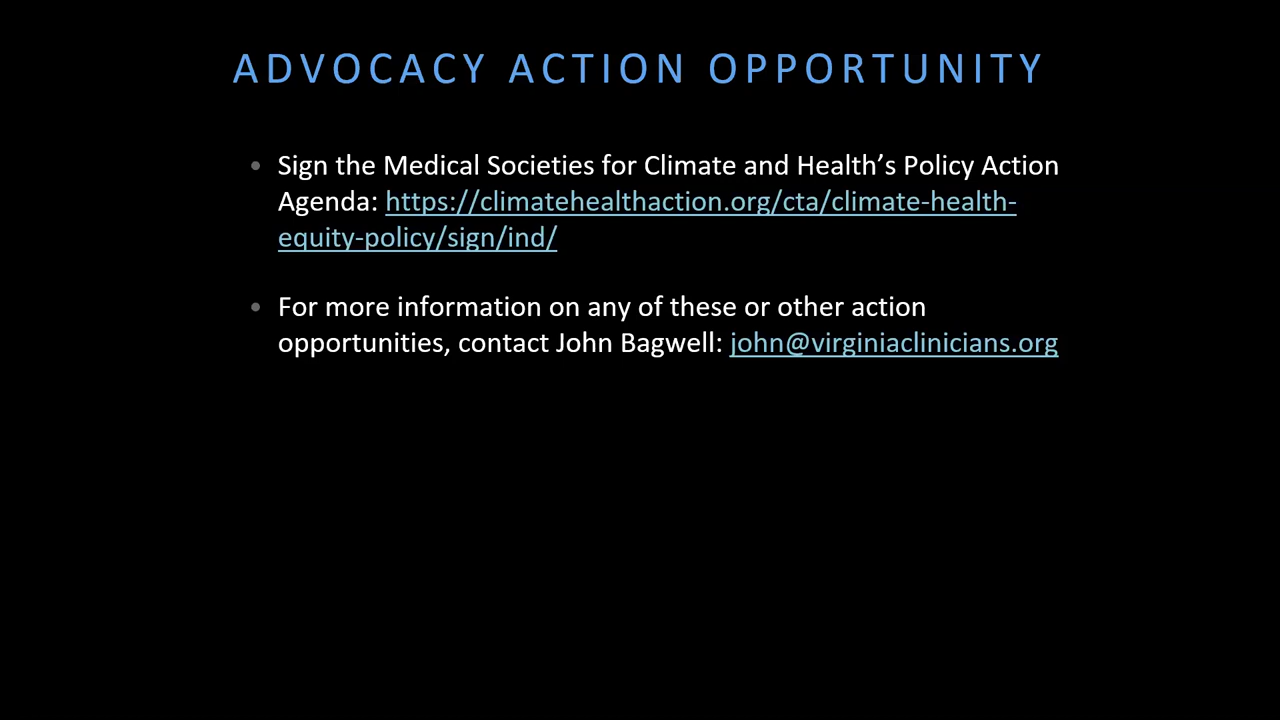 ADVOCACY ACTION OPPORTUNITY
• Sign the Medical Societies for Climate and Health’s Policy Action
Agenda: https://climatehealthaction.org/cta/climate-health-
equity-policy/sign/ind/
• For more information on any of these or other action
opportunities, contact John Bagwell: john@virginiaclinicians.org